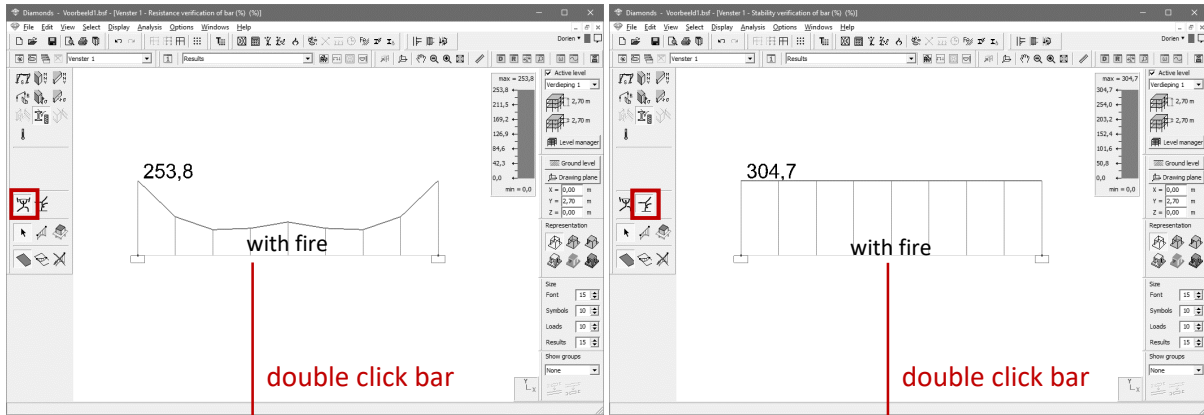 Diamonds - Voorbeeld1.bsf - [Venster 1 - Resistance verification of bar (%) (%)]
File Edit View Select Display Analysis Options Windows Help
Dorien
Venster 1
Results
max = 253,8
253,8
211,5
169,2
126,9
84,6
42,3
0,0
min = 0,0
Active level
Verdieping 1
2,70 m
2,70 m
Level manager
Ground level
Drawing plane
X = 0,00 m
Y = 2,70 m
Z = 0,00 m
Representation
Size
Font 15
Symbols 10
Loads 10
Results 15
Show groups
None
253,8
with fire
double click bar
Y
X
Diamonds - Voorbeeld1.bsf - [Venster 1 - Stability verification of bar (%) (%)]
File Edit View Select Display Analysis Options Windows Help
Dorien
Venster 1
Results
max = 304,7
304,7
254,0
203,2
152,4
101,6
50,8
0,0
min = 0,0
Active level
Verdieping 1
2,70 m
2,70 m
Level manager
Ground level
Drawing plane
X = 0,00 m
Y = 2,70 m
Z = 0,00 m
Representation
Size
Font 15
Symbols 10
Loads 10
Results 15
Show groups
None
304,7
with fire
double click bar
Y
X